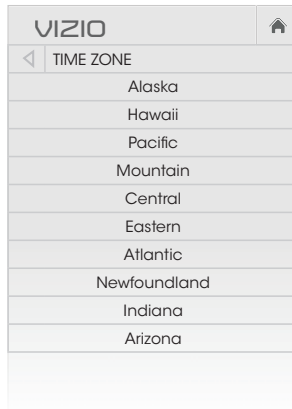 VIZIO
TIME ZONE
Alaska
Hawaii
Pacific
Mountain
Central
Eastern
Atlantic
Newfoundland
Indiana
Arizona